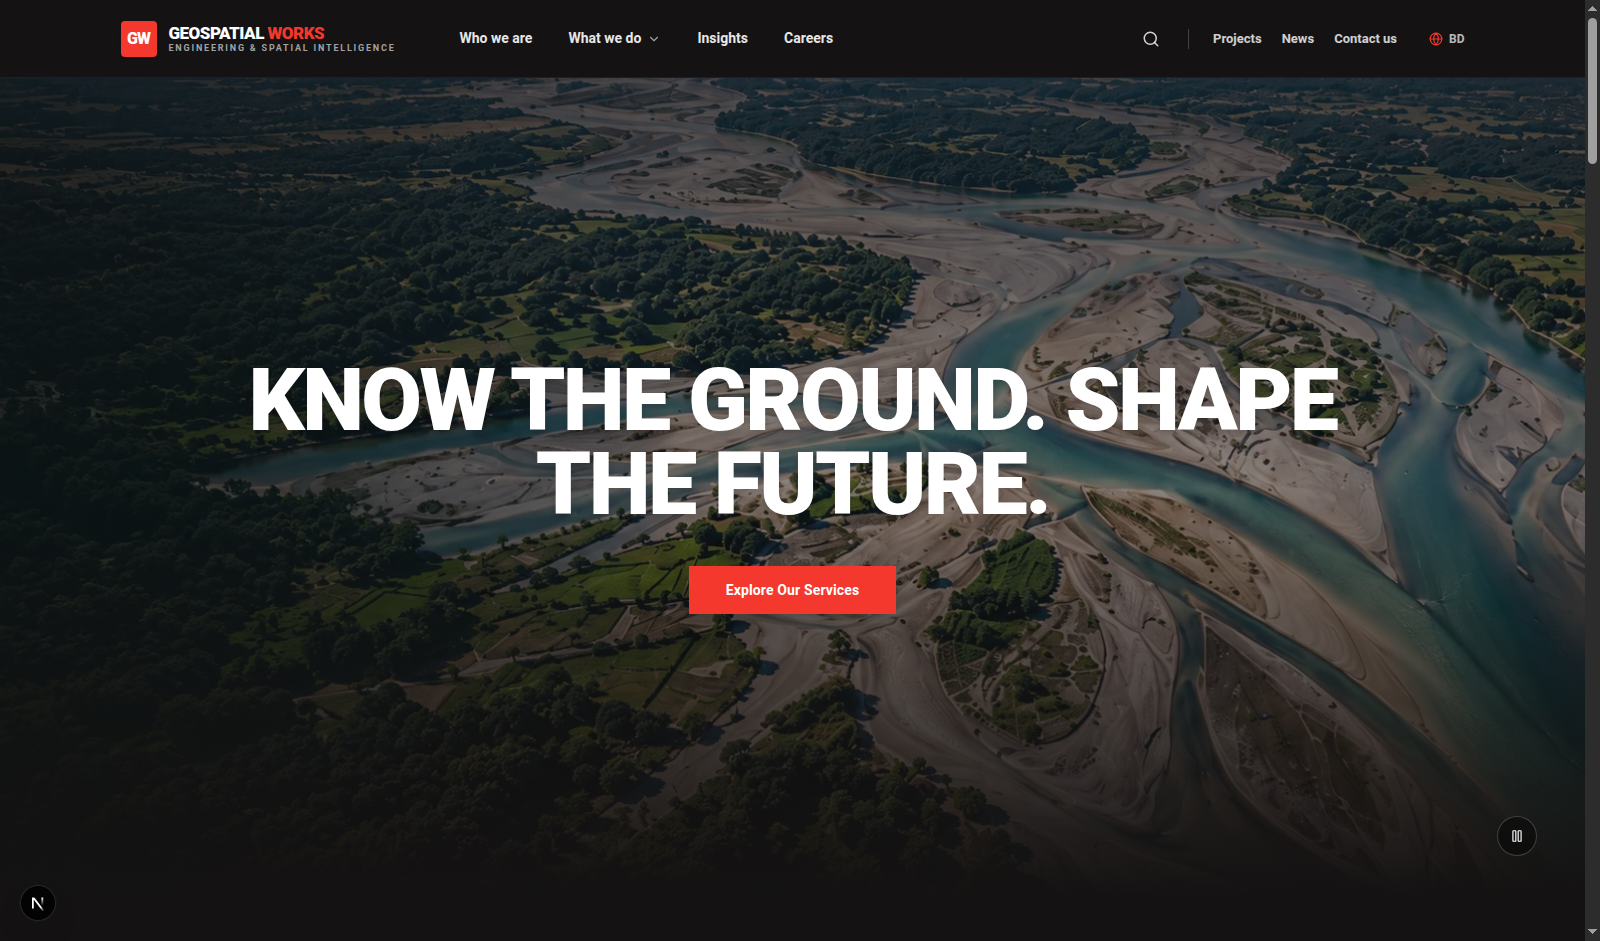 GW
GEOSPATIAL WORKS
ENGINEERING & SPATIAL INTELLIGENCE
Who we are
What we do
Insights
Careers
Projects
News
Contact us
BD
KNOW THE GROUND. SHAPE
THE FUTURE.
Explore Our Services
N